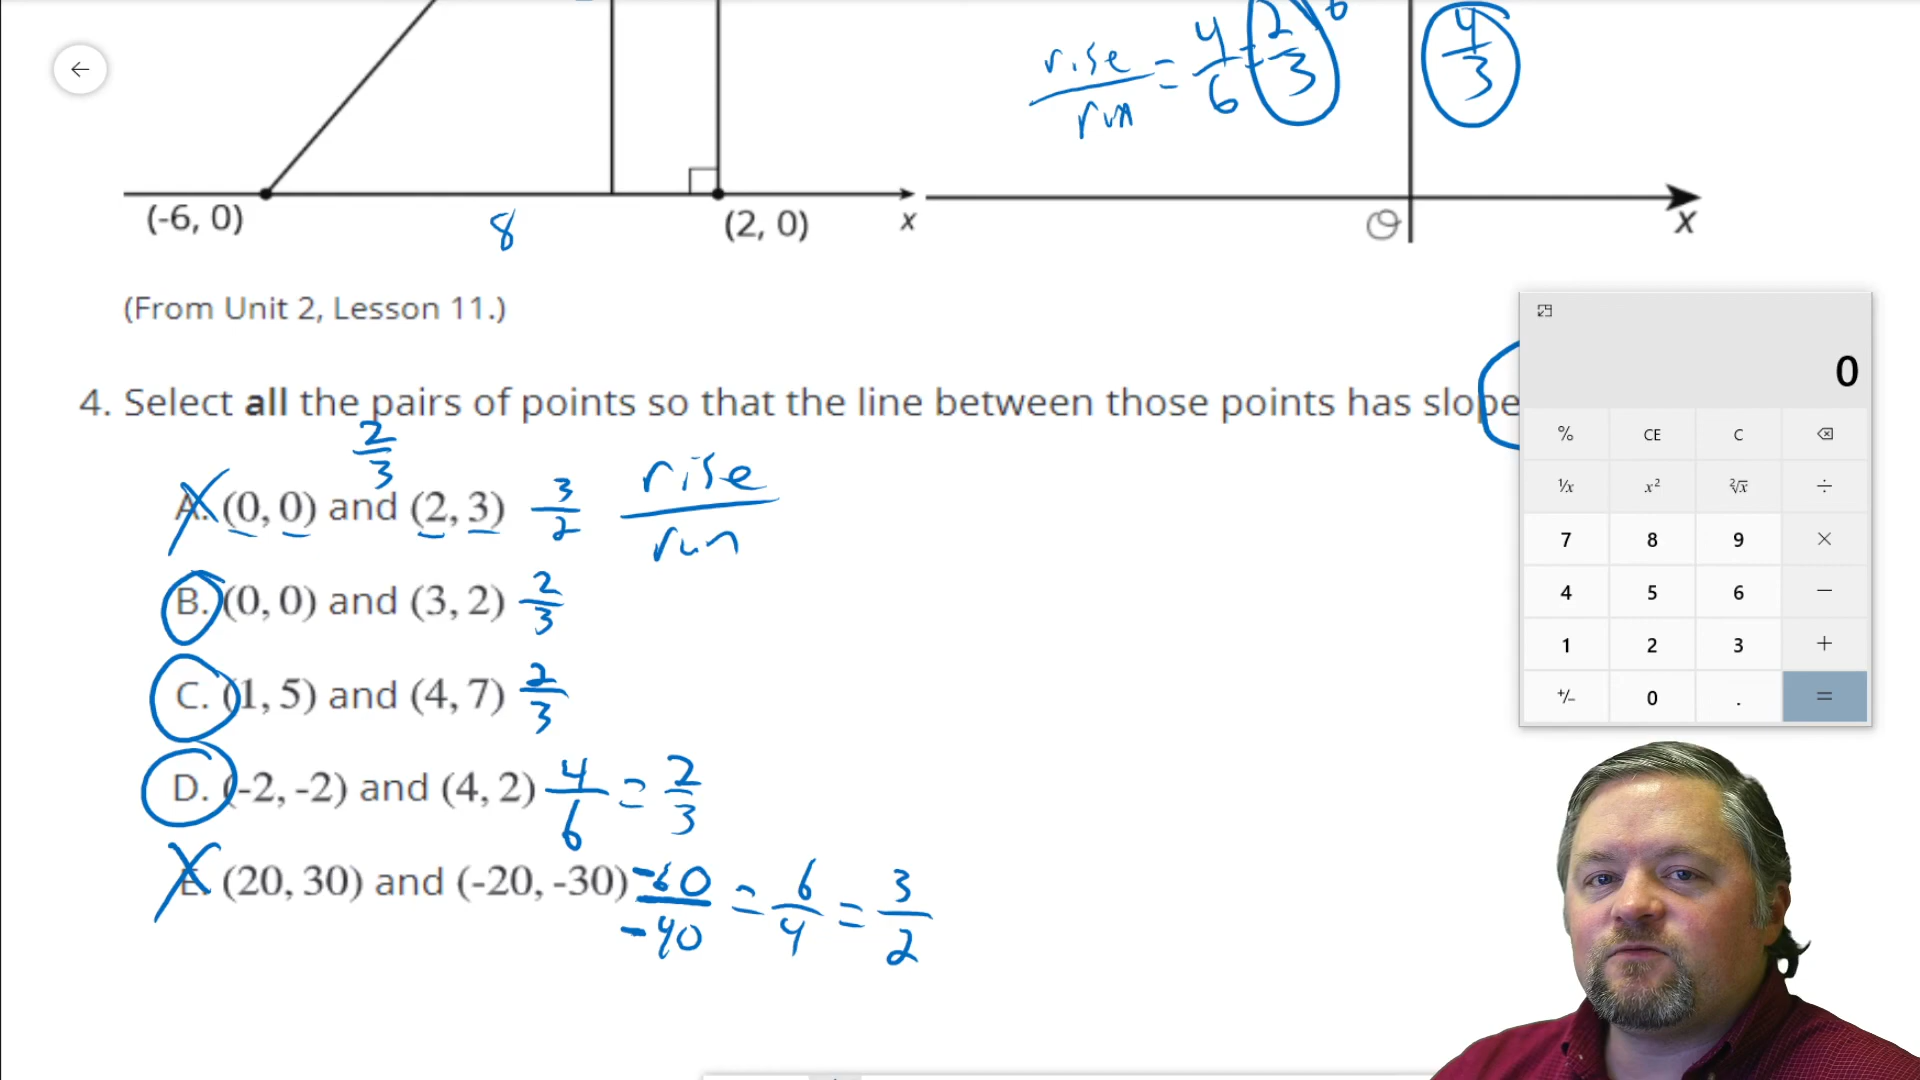 rise/run = 4/6 = 2/3
6
4/3
(-6, 0)
8
(2, 0)
x
O
x
(From Unit 2, Lesson 11.)
4. Select all the pairs of points so that the line between those points has slope
2/3
A. (0, 0) and (2, 3) 3/2 rise/run
B. (0, 0) and (3, 2) 2/3
C. (1, 5) and (4, 7) 2/3
D. (-2, -2) and (4, 2) 4/6 = 2/3
E. (20, 30) and (-20, -30) -60/-40 = 6/4 = 3/2
0
% CE C ⌫
¹/x x² ²√x ÷
7 8 9 ×
4 5 6 −
1 2 3 +
+/- 0 . =